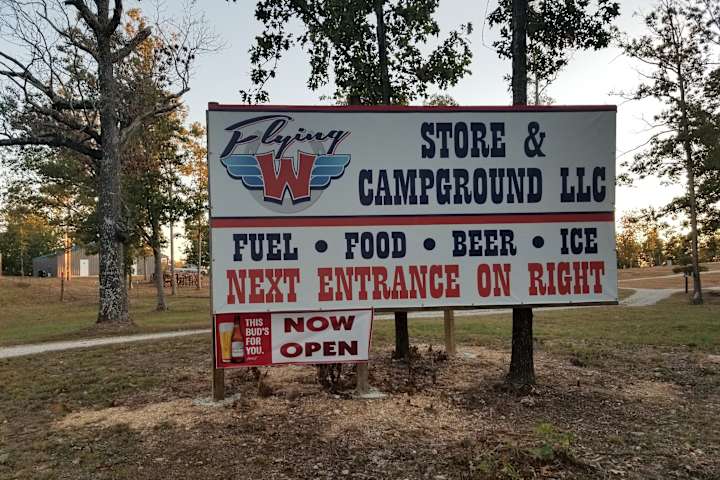 Flying
W
STORE &
CAMPGROUND LLC
FUEL • FOOD • BEER • ICE
NEXT ENTRANCE ON RIGHT
THIS
BUD'S
FOR
YOU.
NOW
OPEN